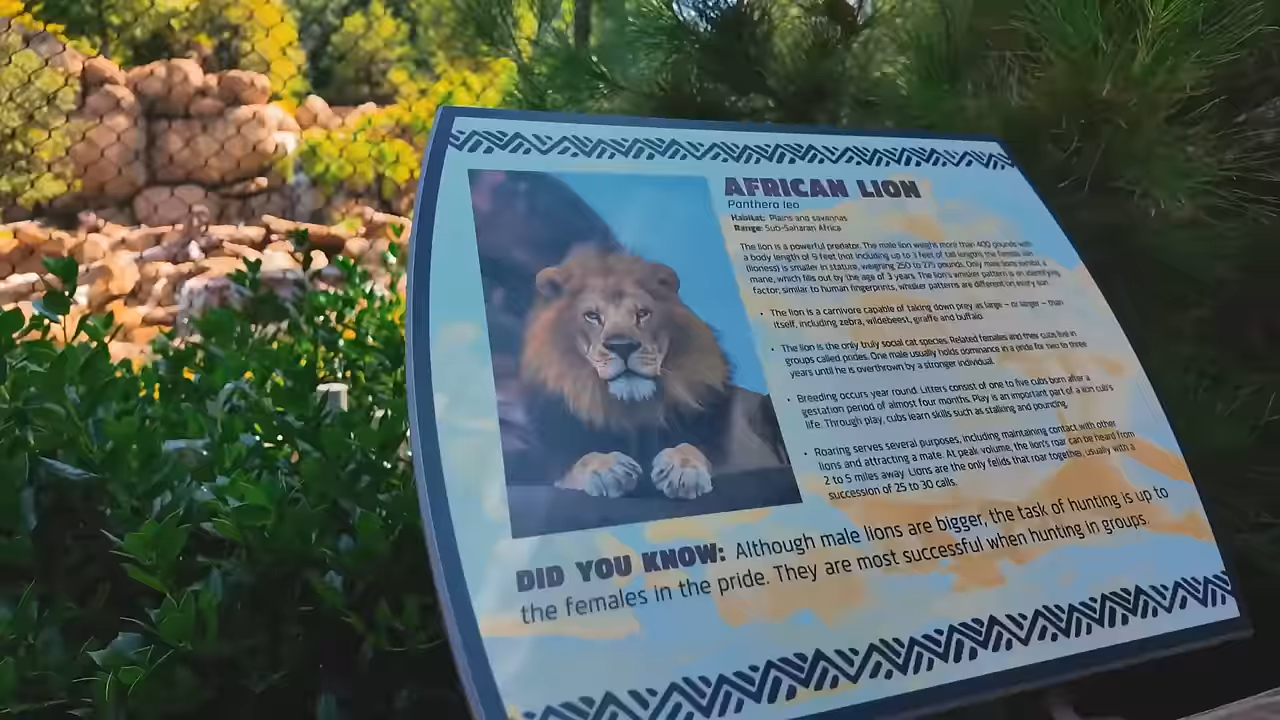 AFRICAN LION
Panthera leo
Habitat: Plains and savannas
Range: Sub-Saharan Africa
The lion is a powerful predator. The male lion weighs more than 400 pounds with
a body length of 9 feet (not including up to 3 feet of tail length); the female lion
(lioness) is smaller in stature, weighing 250 to 275 pounds. Only male lions exhibit a
mane, which fills out by the age of 3 years. The lion's whisker pattern is an identifying
factor; similar to human fingerprints, whisker patterns are different on every lion.
• The lion is a carnivore capable of taking down prey as large – or larger – than
itself, including zebra, wildebeest, giraffe and buffalo.
• The lion is the only truly social cat species. Related females and their cubs live in
groups called prides. One male usually holds dominance in a pride for two to three
years until he is overthrown by a stronger individual.
• Breeding occurs year round. Litters consist of one to five cubs born after a
gestation period of almost four months. Play is an important part of a lion cub's
life. Through play, cubs learn skills such as stalking and pouncing.
• Roaring serves several purposes, including maintaining contact with other
lions and attracting a mate. At peak volume, the lion's roar can be heard from
2 to 5 miles away. Lions are the only felids that roar together, usually with a
succession of 25 to 30 calls.
DID YOU KNOW: Although male lions are bigger, the task of hunting is up to
the females in the pride. They are most successful when hunting in groups.